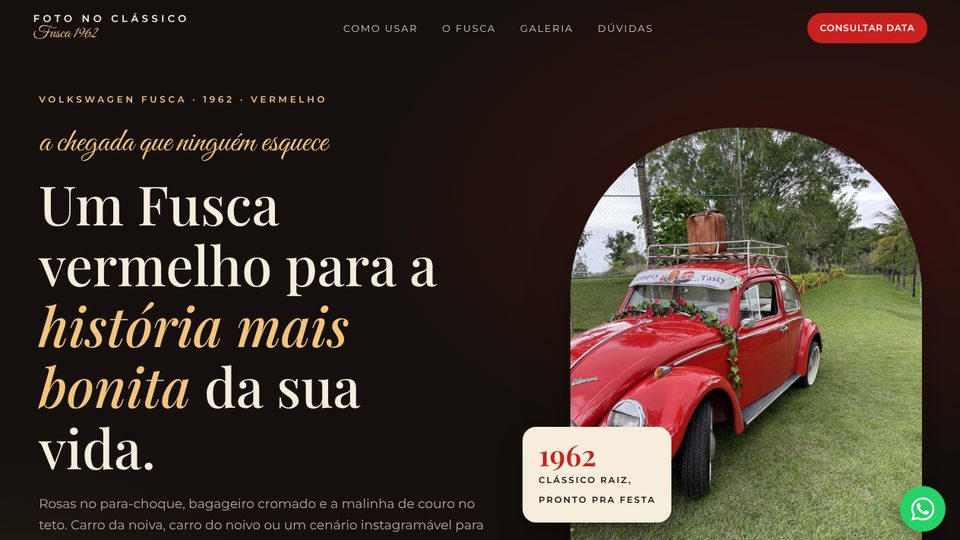 FOTO NO CLÁSSICO
Fusca 1962
COMO USAR
O FUSCA
GALERIA
DÚVIDAS
CONSULTAR DATA
VOLKSWAGEN FUSCA · 1962 · VERMELHO
a chegada que ninguém esquece
Um Fusca
vermelho para a
história mais
bonita da sua
vida.
Rosas no para-choque, bagageiro cromado e a malinha de couro no
teto. Carro da noiva, carro do noivo ou um cenário instagramável para
Tasty
1962
CLÁSSICO RAIZ,
PRONTO PRA FESTA